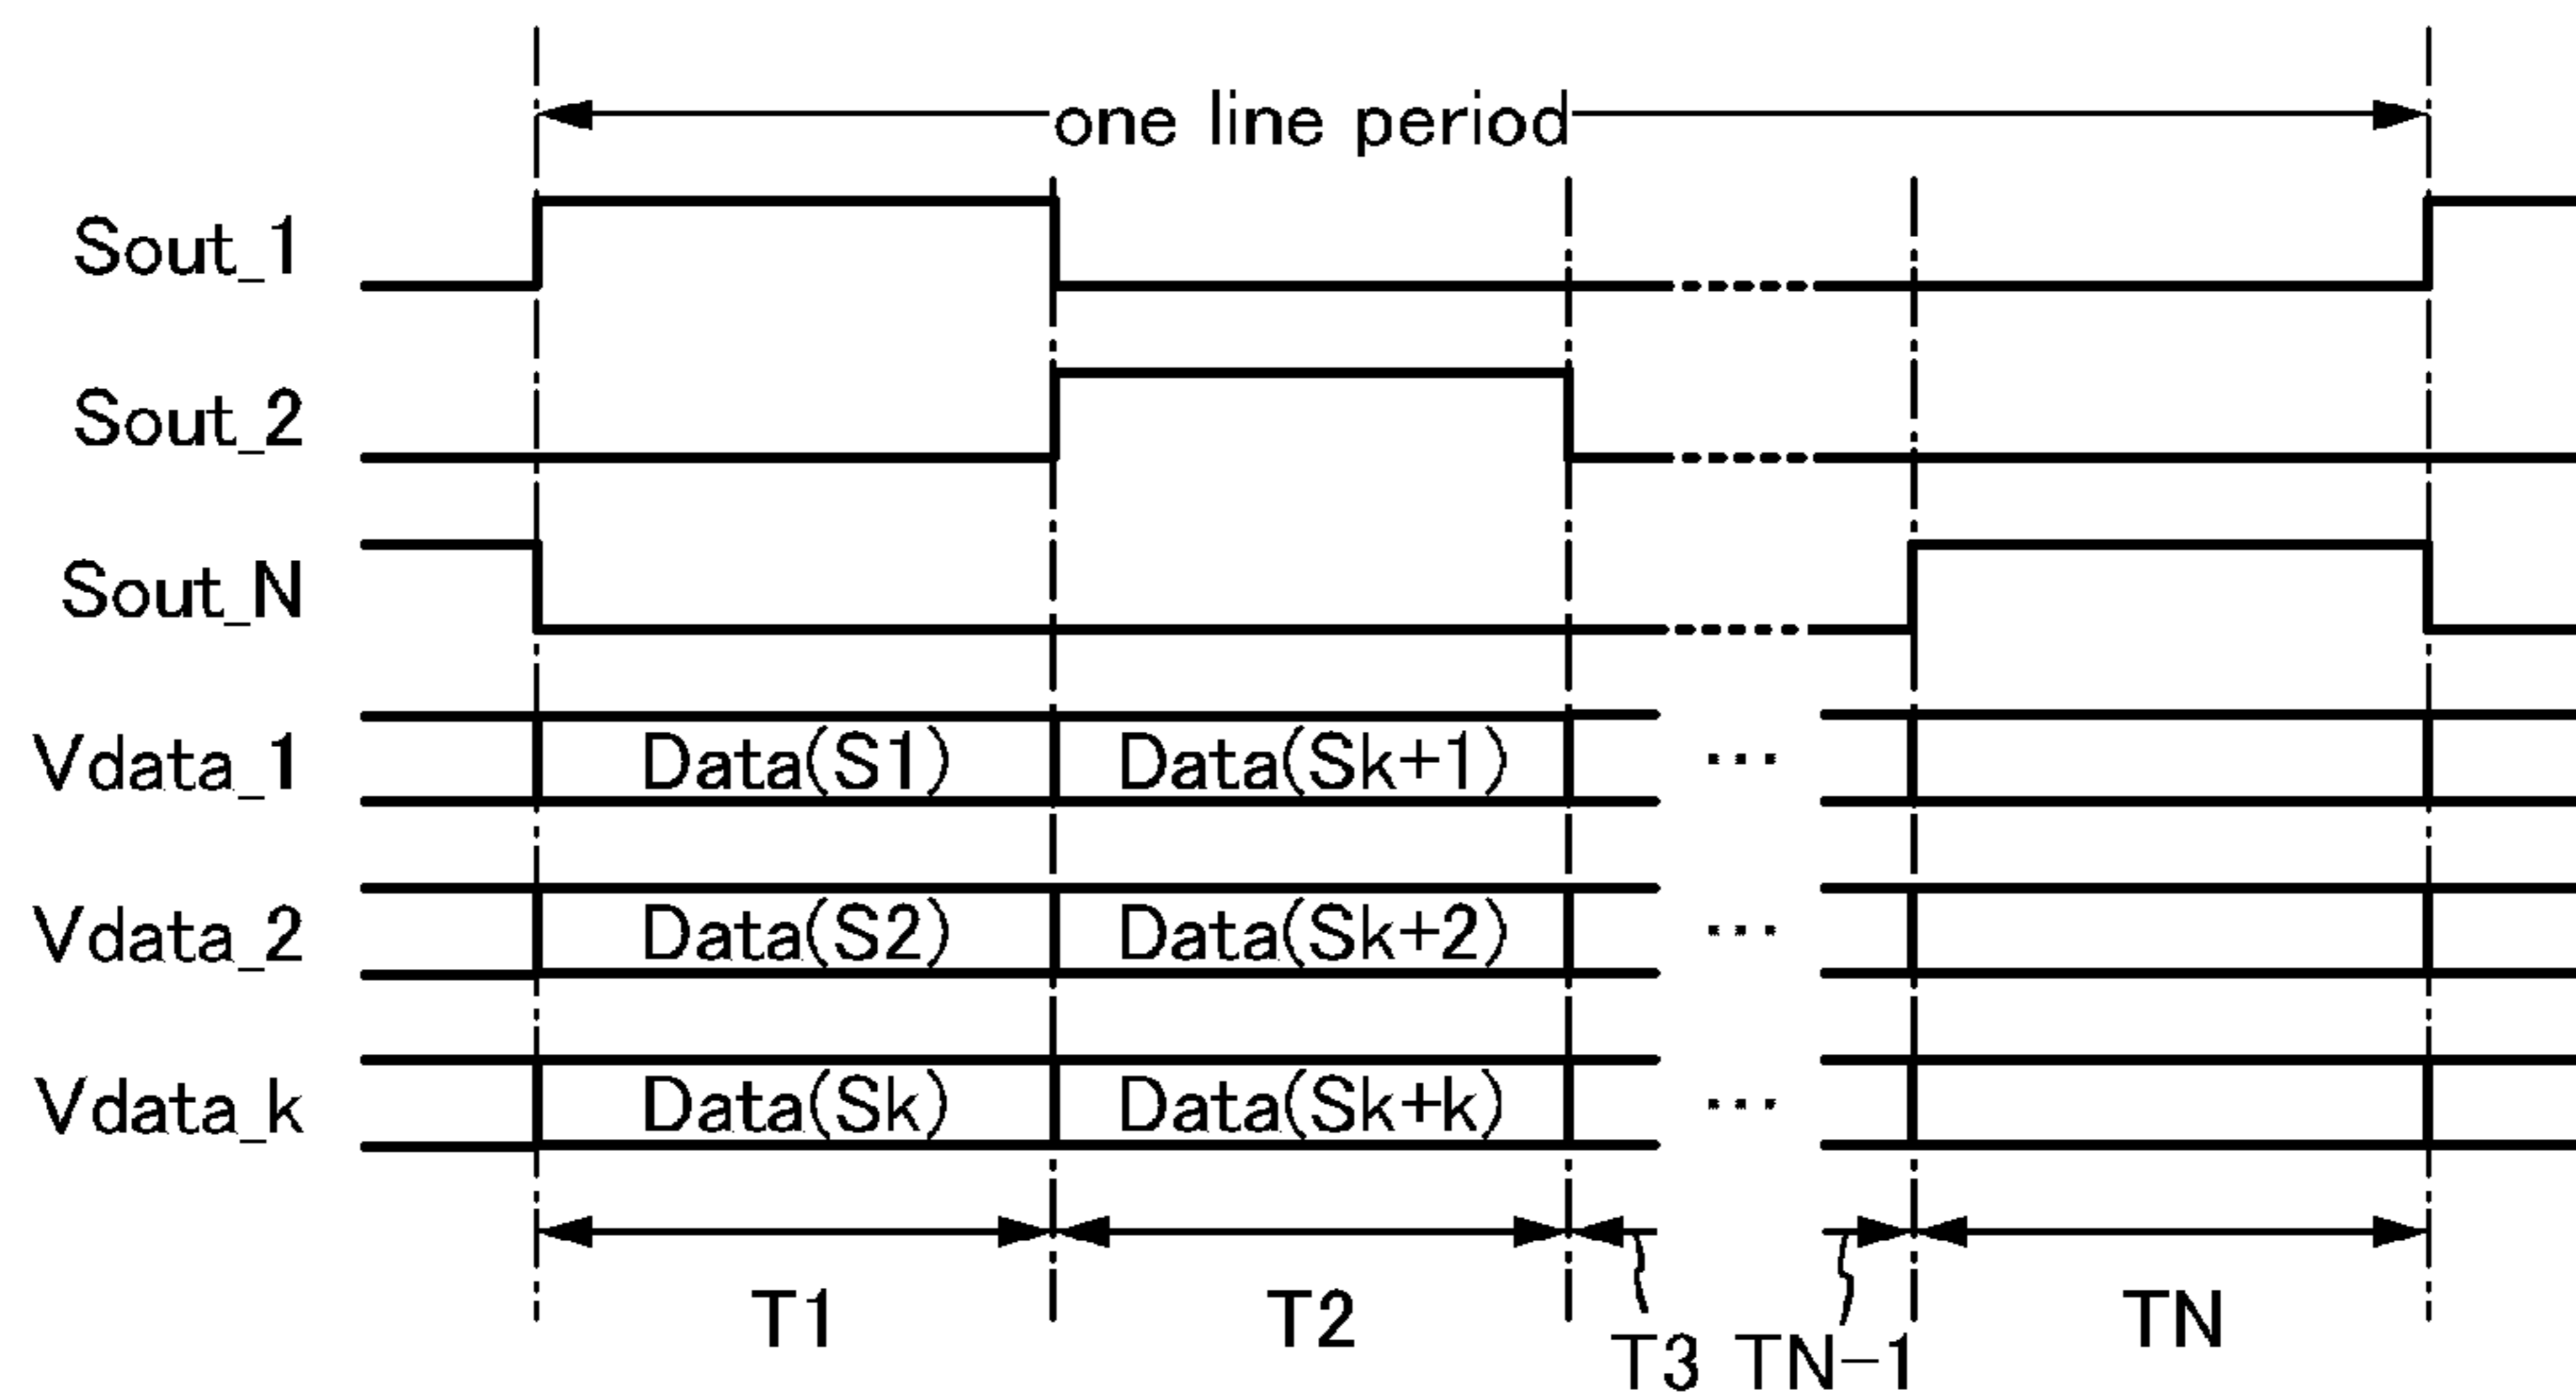 one line period
Sout_1
Sout_2
Sout_N
Vdata_1 Data(S1) Data(Sk+1) ...
Vdata_2 Data(S2) Data(Sk+2) ...
Vdata_k Data(Sk) Data(Sk+k) ...
T1 T2 T3 TN-1 TN